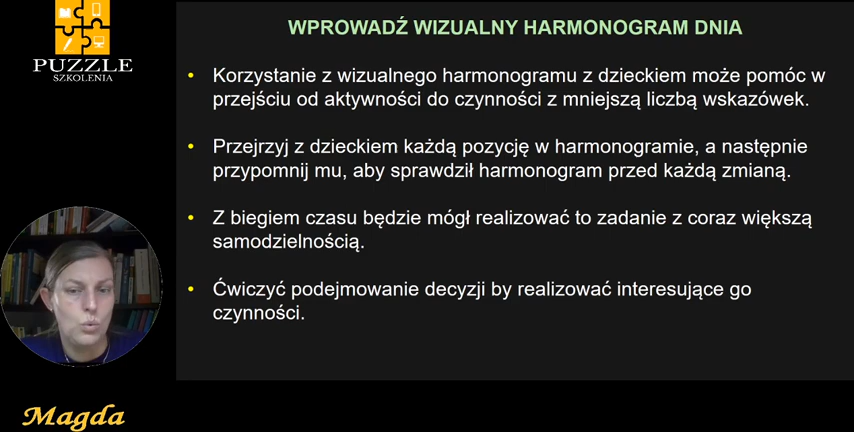 PUZZLE
SZKOLENIA
WPROWADŹ WIZUALNY HARMONOGRAM DNIA
• Korzystanie z wizualnego harmonogramu z dzieckiem może pomóc w
przejściu od aktywności do czynności z mniejszą liczbą wskazówek.
• Przejrzyj z dzieckiem każdą pozycję w harmonogramie, a następnie
przypomnij mu, aby sprawdził harmonogram przed każdą zmianą.
• Z biegiem czasu będzie mógł realizować to zadanie z coraz większą
samodzielnością.
• Ćwiczyć podejmowanie decyzji by realizować interesujące go
czynności.
Magda